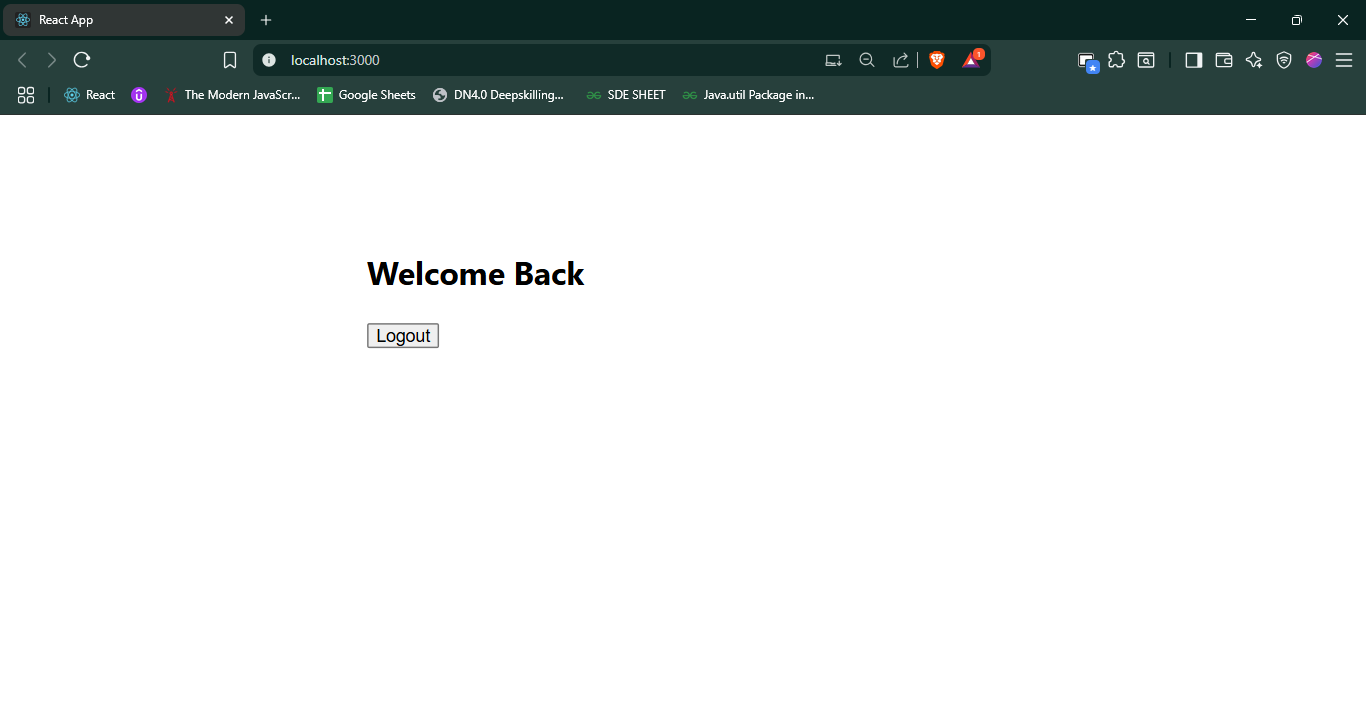 React App
localhost:3000
1
React
The Modern JavaScr...
Google Sheets
DN4.0 Deepskilling...
SDE SHEET
Java.util Package in...
Welcome Back
Logout